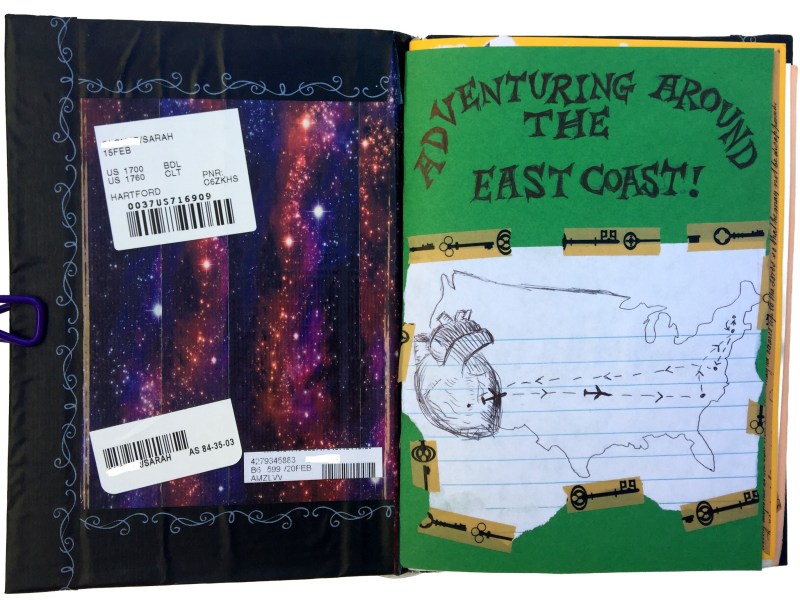 /SARAH
15FEB
US 1700 BDL
US 1760 CLT PNR:
C6ZKHS
HARTFORD
0037US716909
/SARAH
AS 84-35-03
4279345883
B6 599 /20FEB
AMZLVV
ADVENTURING AROUND
THE
EAST COAST!